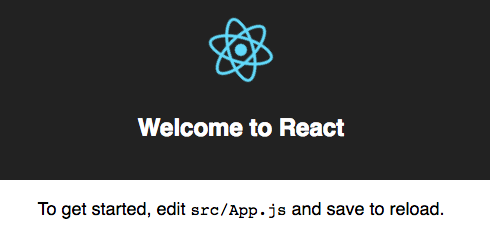 Welcome to React
To get started, edit src/App.js and save to reload.